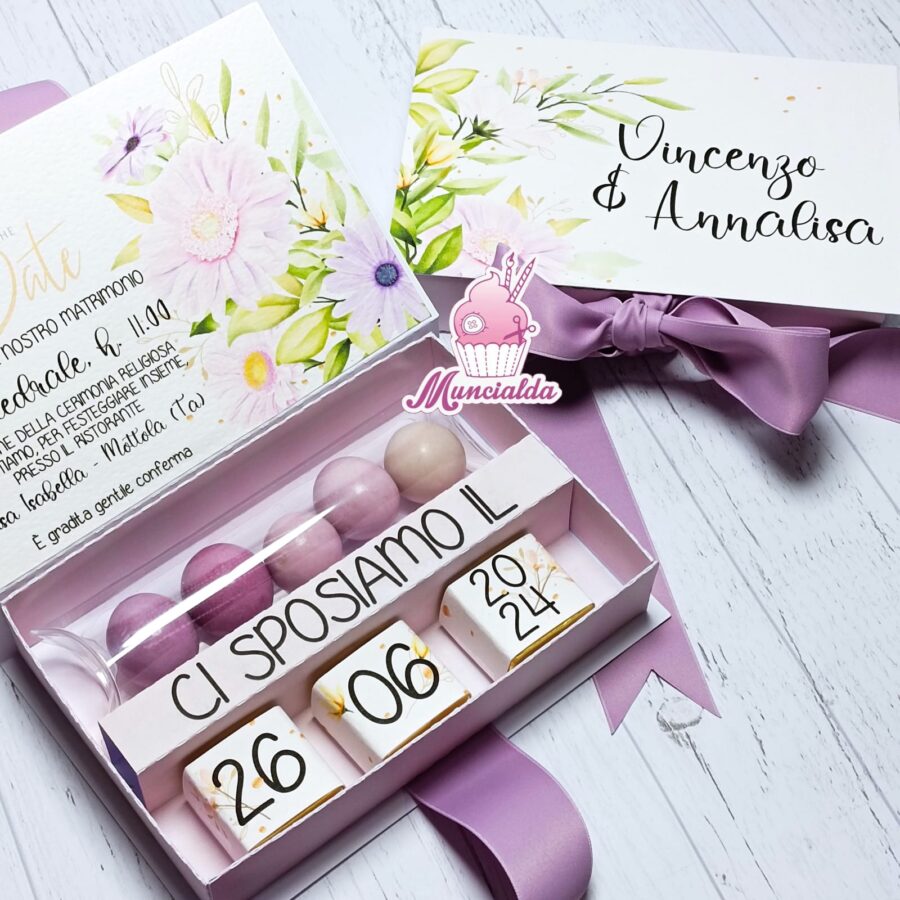 HE
Date
NOSTRO MATRIMONIO
h. 11.00
DELLA CERIMONIA RELIGIOSA
PER FESTEGGIARE INSIEME,
PRESSO IL RISTORANTE
Isabella - Mottola (Ta)
È gradita gentile conferma
Vincenzo
& Annalisa
Muncialda
CI SPOSIAMO IL
26
06
20
24